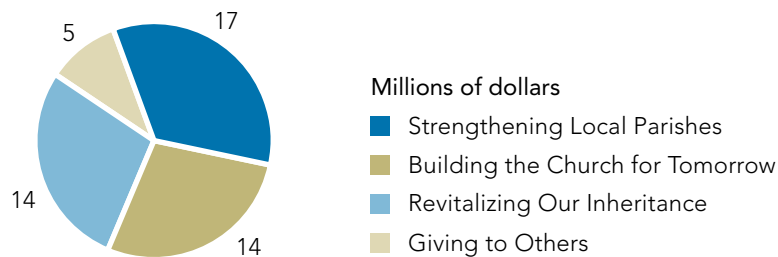 17
5
14
14
Millions of dollars
Strengthening Local Parishes
Building the Church for Tomorrow
Revitalizing Our Inheritance
Giving to Others